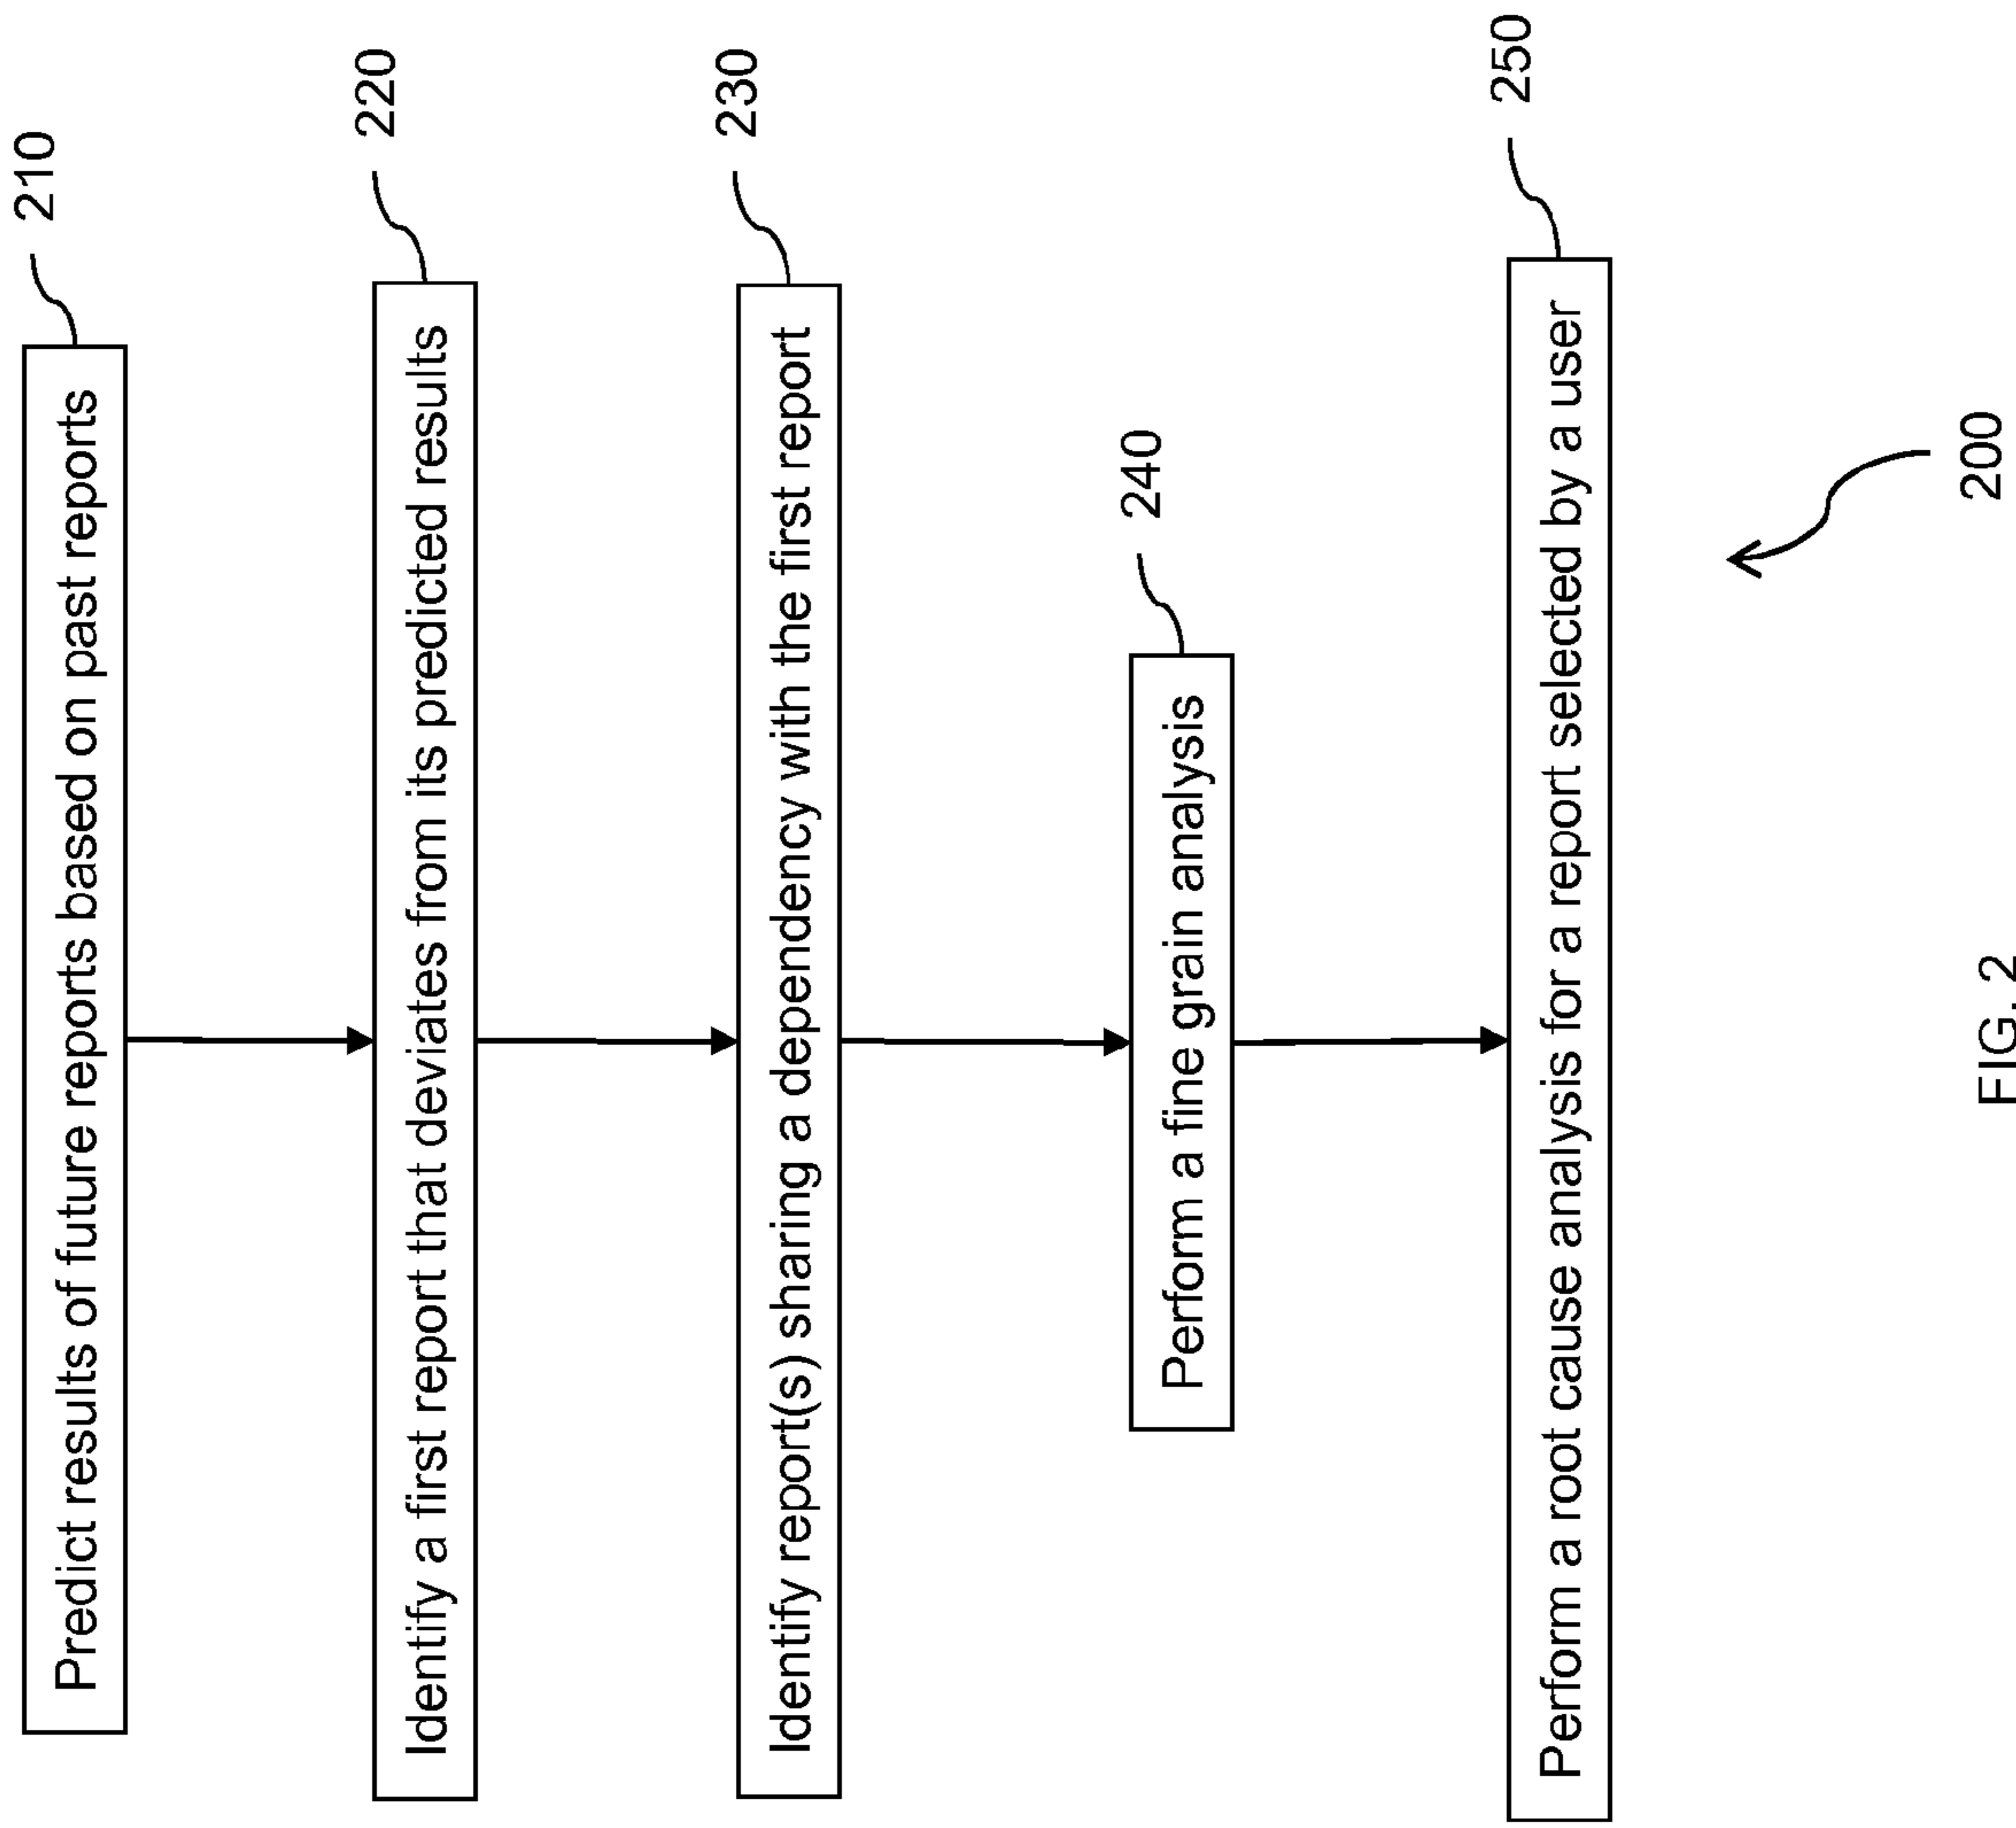 210
Predict results of future reports based on past reports
220
Identify a first report that deviates from its predicted results
230
Identify report(s) sharing a dependency with the first report
240
Perform a fine grain analysis
250
Perform a root cause analysis for a report selected by a user
200
FIG. 2